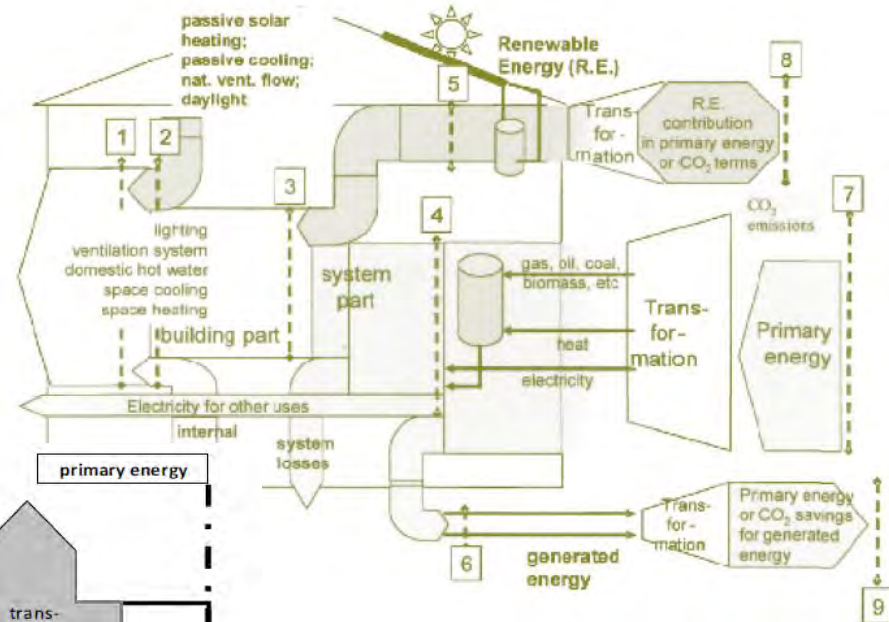 passive solar
heating;
passive cooling;
nat. vent. flow;
daylight
Renewable
Energy (R.E.)
5
8
Trans-
for -
mation
R.E.
contribution
in primary energy
or CO₂ terms
1
2
3
4
7
CO₂
emissions
lighting
ventilation system
domestic hot water
space cooling
space heating
building part
system
part
gas, oil, coal,
biomass, etc
heat
electricity
Trans-
for-
mation
Primary
energy
Electricity for other uses
internal
system
losses
primary energy
trans-
6
generated
energy
Trans-
for-
mation
Primary energy
or CO₂ savings
for generated
energy
9